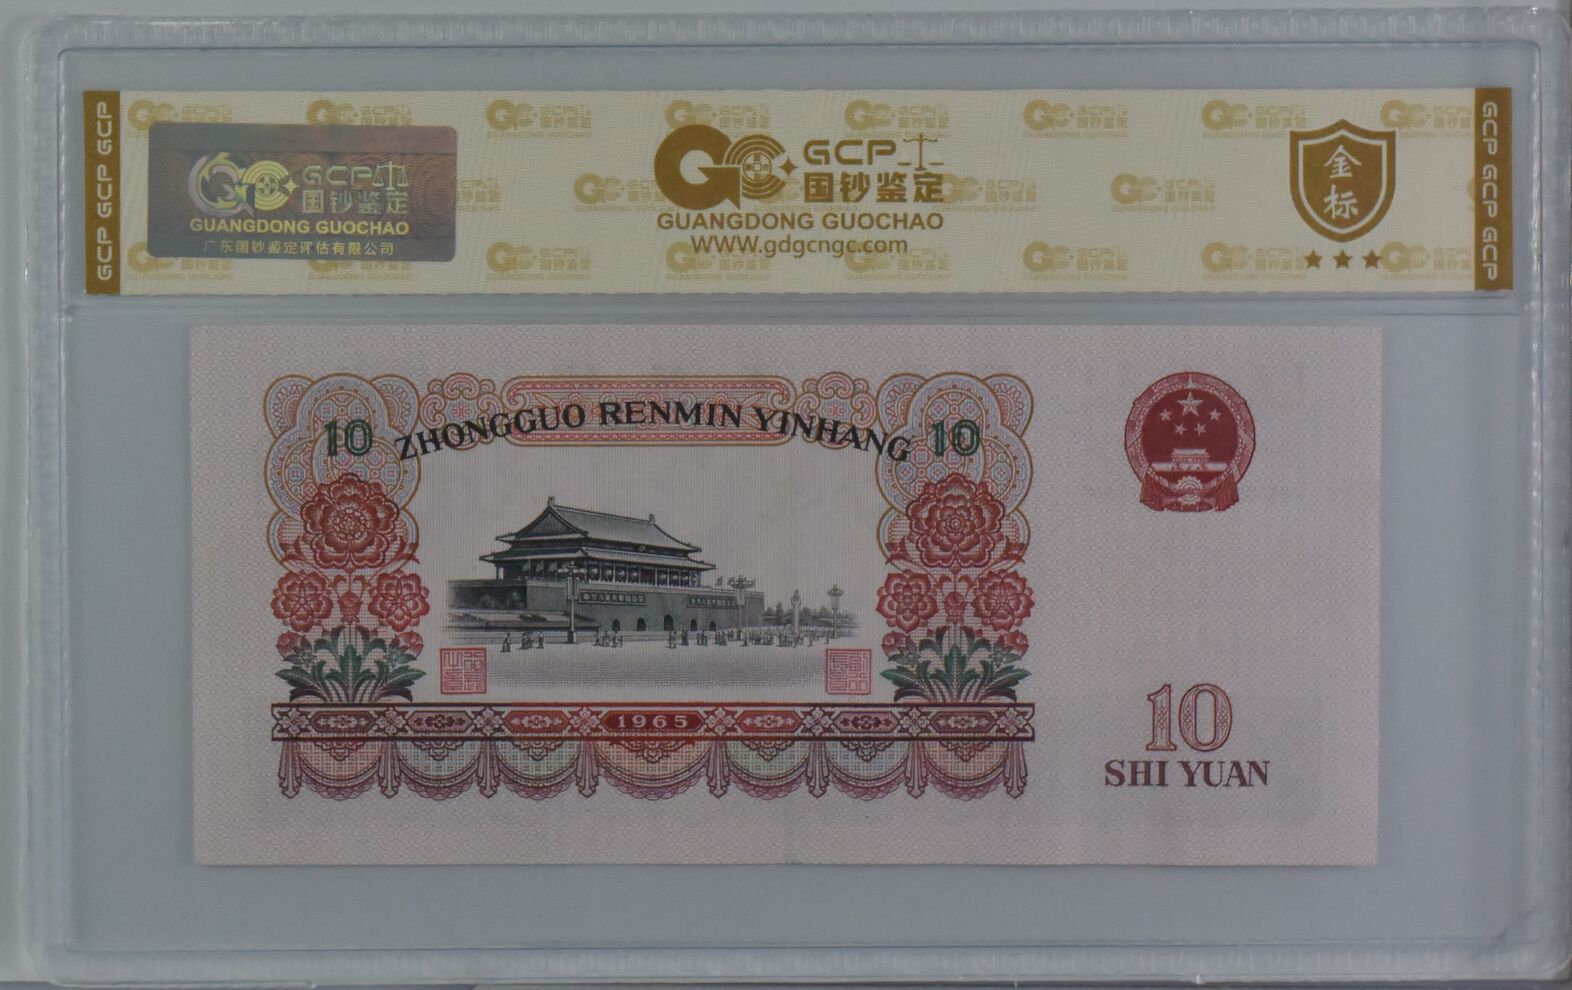 GCP GCP GCP
GCP 国钞鉴定
GUANGDONG GUOCHAO
广东国钞鉴定评估有限公司
GCP
国钞鉴定
GUANGDONG GUOCHAO
WWW.gdgcngc.com
金标
GCP GCP GCP
ZHONGGUO RENMIN YINHANG
10
10
1965
10
SHI YUAN